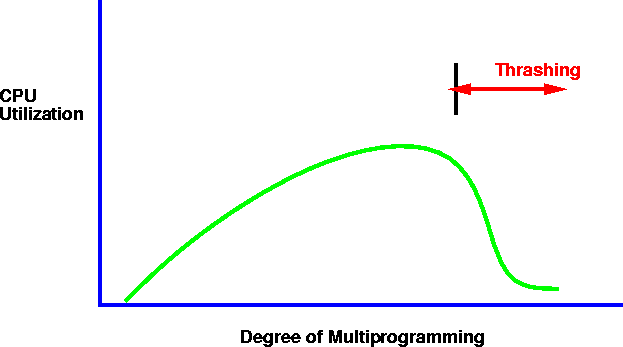 Thrashing
CPU
Utilization
Degree of Multiprogramming